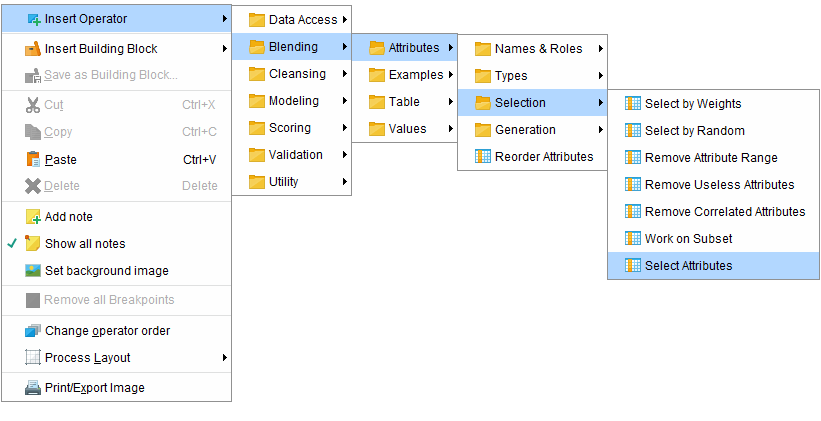 Insert Operator
Insert Building Block
Save as Building Block...
Cut Ctrl+X
Copy Ctrl+C
Paste Ctrl+V
Delete Delete
Add note
Show all notes
Set background image
Remove all Breakpoints
Change operator order
Process Layout
Print/Export Image
Data Access
Blending
Cleansing
Modeling
Scoring
Validation
Utility
Attributes
Examples
Table
Values
Names & Roles
Types
Selection
Generation
Reorder Attributes
Select by Weights
Select by Random
Remove Attribute Range
Remove Useless Attributes
Remove Correlated Attributes
Work on Subset
Select Attributes